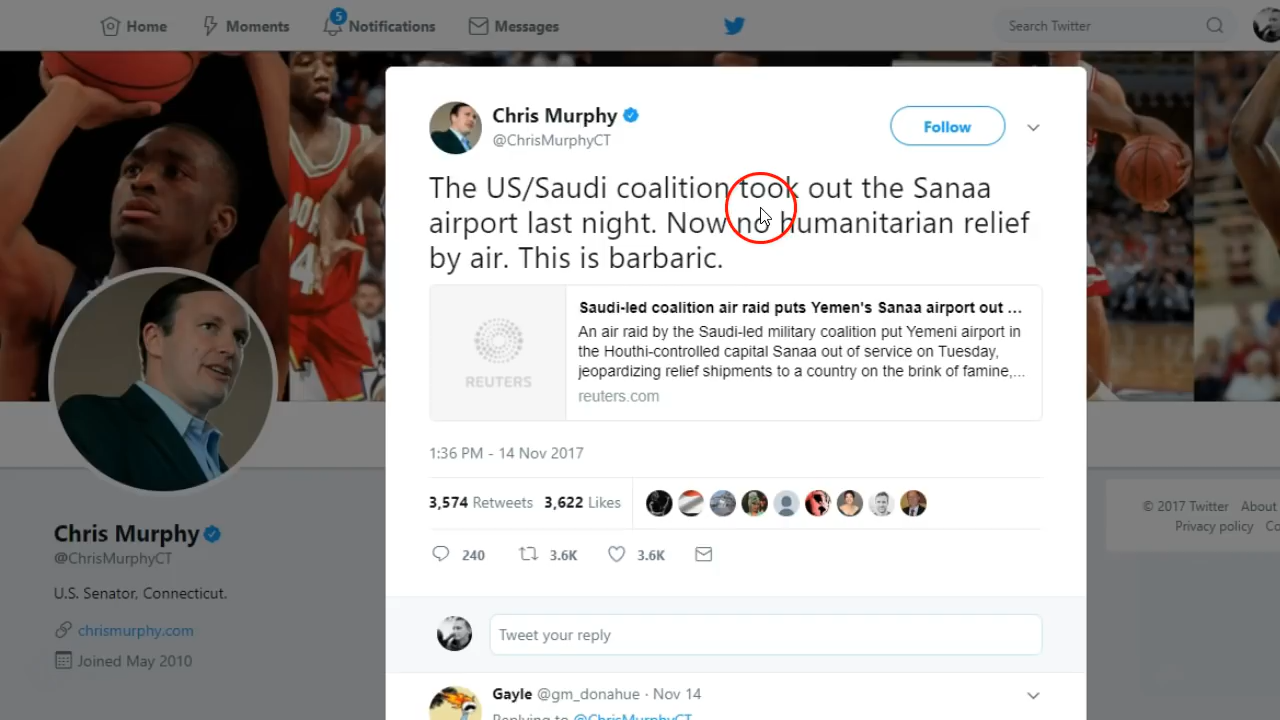 Home
Moments
5
Notifications
Messages
Search Twitter
Chris Murphy
@ChrisMurphyCT
Follow
The US/Saudi coalition took out the Sanaa
airport last night. Now no humanitarian relief
by air. This is barbaric.
Saudi-led coalition air raid puts Yemen's Sanaa airport out ...
An air raid by the Saudi-led military coalition put Yemeni airport in
the Houthi-controlled capital Sanaa out of service on Tuesday,
jeopardizing relief shipments to a country on the brink of famine,...
reuters.com
REUTERS
1:36 PM - 14 Nov 2017
3,574 Retweets 3,622 Likes
240 3.6K 3.6K
Tweet your reply
Gayle @gm_donahue · Nov 14
Replying to @ChrisMurphyCT
4
Chris Murphy
@ChrisMurphyCT
U.S. Senator, Connecticut.
chrismurphy.com
Joined May 2010
© 2017 Twitter About
Privacy policy